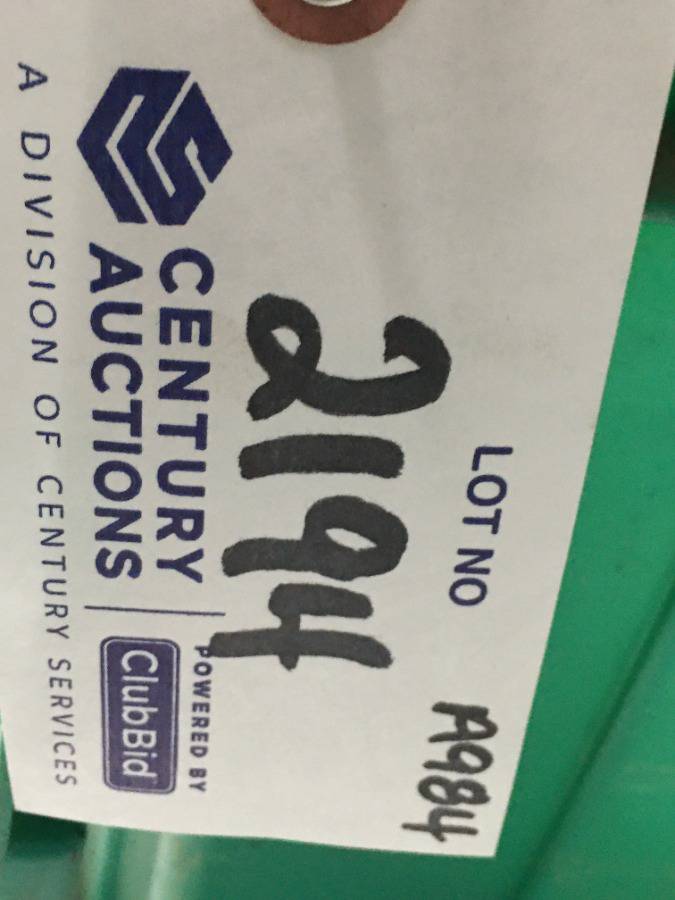 LOT NO
A984
2194
CENTURY
AUCTIONS
POWERED BY
ClubBid
A DIVISION OF CENTURY SERVICES